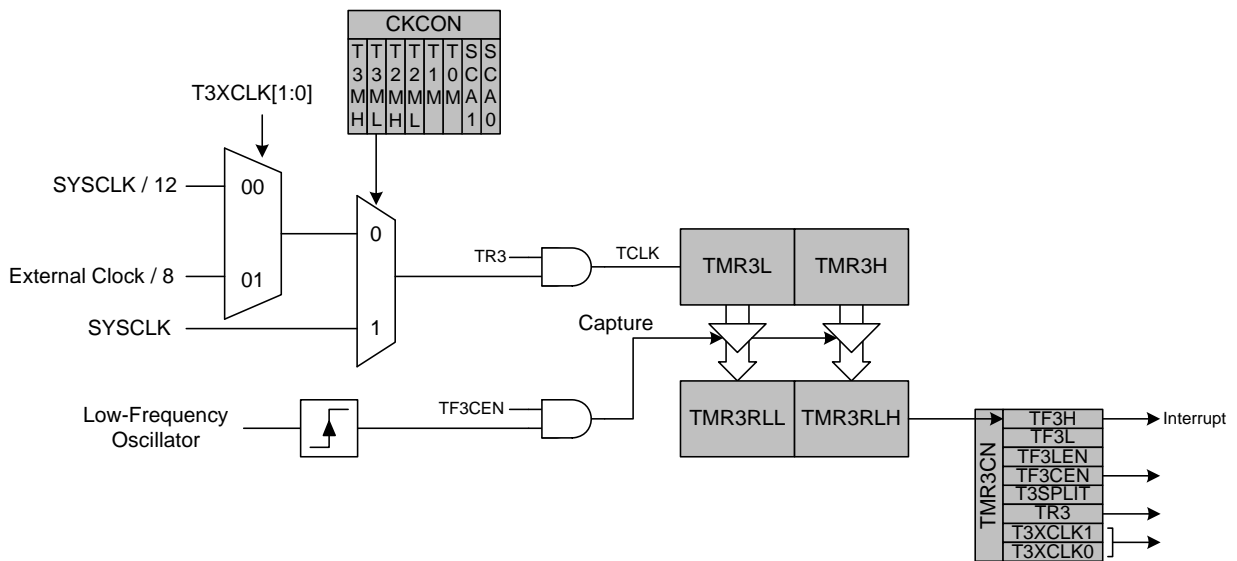 CKCON
T3MH T3ML T2MH T2ML T1M T0M SCA1 SCA0
T3XCLK[1:0]
SYSCLK / 12
00
0
External Clock / 8
01
SYSCLK
1
TR3
TCLK
TMR3L
TMR3H
Capture
Low-Frequency
Oscillator
TF3CEN
TMR3RLL
TMR3RLH
TMR3CN
TF3H
Interrupt
TF3L
TF3LEN
TF3CEN
T3SPLIT
TR3
T3XCLK1
T3XCLK0